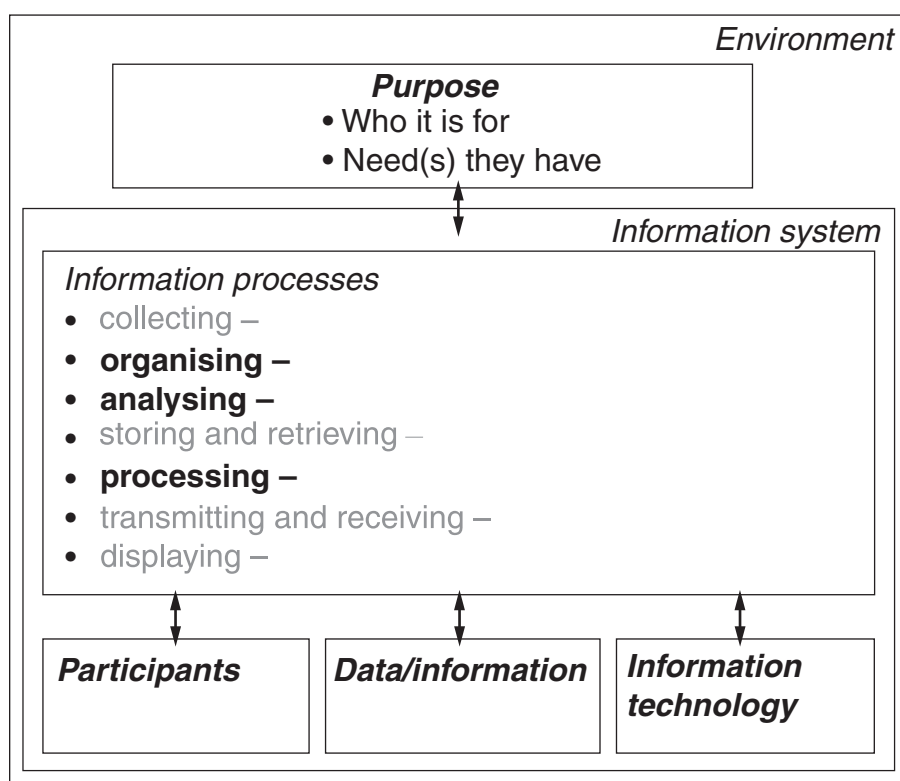 Environment
Purpose
• Who it is for
• Need(s) they have
Information system
Information processes
• collecting –
• organising –
• analysing –
• storing and retrieving –
• processing –
• transmitting and receiving –
• displaying –
Participants
Data/information
Information
technology